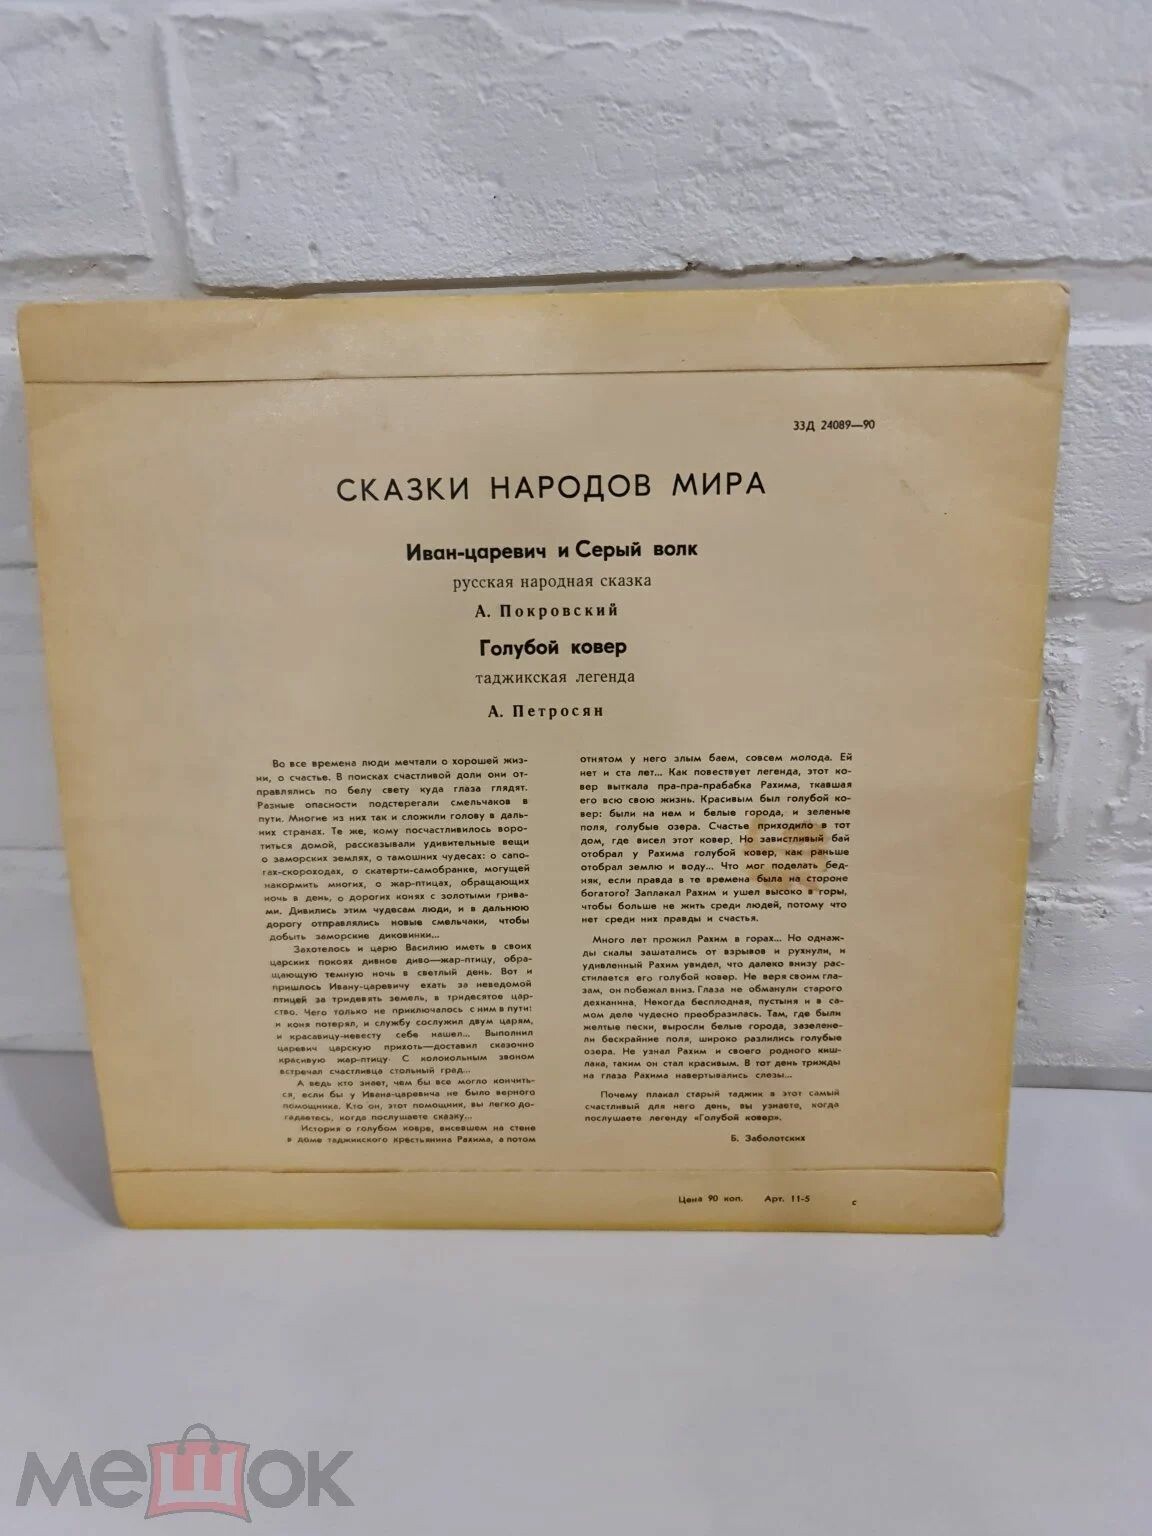 33Д 24089—90
СКАЗКИ НАРОДОВ МИРА
Иван-царевич и Серый волк
русская народная сказка
А. Покровский
Голубой ковер
таджикская легенда
А. Петросян
Во все времена люди мечтали о хорошей жиз-
ни, о счастье. В поисках счастливой доли они от-
правлялись по белу свету куда глаза глядят.
Разные опасности подстерегали смельчаков в
пути. Многие из них так и сложили голову в даль-
них странах. Те же, кому посчастливилось воро-
титься домой, рассказывали удивительные вещи
о заморских землях, о тамошних чудесах: о сапо-
гах-скороходах, о скатерти-самобранке, могущей
накормить многих, о жар-птицах, обращающих
ночь в день, о дорогих конях с золотыми грива-
ми. Дивились этим чудесам люди, и в дальнюю
дорогу отправлялись новые смельчаки, чтобы
добыть заморские диковинки...
Захотелось и царю Василию иметь в своих
царских покоях дивное диво—жар-птицу, обра-
щающую темную ночь в светлый день. Вот и
пришлось Ивану-царевичу ехать за неведомой
птицей за тридевять земель, в тридесятое цар-
ство. Чего только не приключалось с ним в пути:
и коня потерял, и службу сослужил двум царям,
и красавицу-невесту себе нашел... Выполнил
царевич царскую прихоть—доставил сказочно
красивую жар-птицу. С колокольным звоном
встречал счастливца стольный град...
А ведь кто знает, чем бы все могло кончить-
ся, если бы у Ивана-царевича не было верного
помощника. Кто он, этот помощник, вы легко до-
гадаетесь, когда послушаете сказку...
История о голубом ковре, висевшем на стене
в доме таджикского крестьянина Рахима, а потом
отнятом у него злым баем, совсем молода. Ей
нет и ста лет... Как повествует легенда, этот ко-
вер выткала пра-пра-прабабка Рахима, ткавшая
его всю свою жизнь. Красивым был голубой ко-
вер: были на нем и белые города, и зеленые
поля, голубые озера. Счастье приходило в тот
дом, где висел этот ковер. Но завистливый бай
отобрал у Рахима голубой ковер, как раньше
отобрал землю и воду... Что мог поделать бед-
няк, если правда в те времена была на стороне
богатого? Заплакал Рахим и ушел высоко в горы,
чтобы больше не жить среди людей, потому что
нет среди них правды и счастья.
Много лет прожил Рахим в горах... Но однаж-
ды скалы зашатались от взрывов и рухнули, и
удивленный Рахим увидел, что далеко внизу рас-
стилается его голубой ковер. Не веря своим гла-
зам, он побежал вниз. Глаза не обманули старого
дехканина. Некогда бесплодная, пустыня и в са-
мом деле чудесно преобразилась. Там, где были
желтые пески, выросли белые города, зазелене-
ли бескрайние поля, широко разлились голубые
озера. Не узнал Рахим и своего родного киш-
лака, таким он стал красивым. В тот день трижды
на глаза Рахима навертывались слезы...
Почему плакал старый таджик в этот самый
счастливый для него день, вы узнаете, когда
послушаете легенду «Голубой ковер».
Б. Заболотских
Цена 90 коп. Арт. 11-5 с
мешок